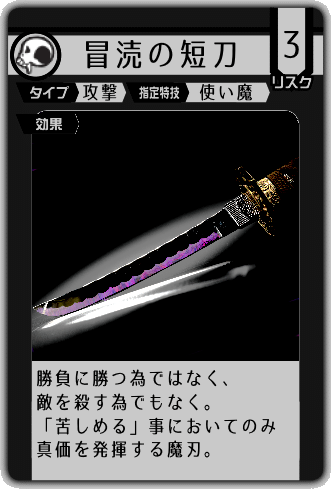 冒涜の短刀
3
リスク
タイプ 攻撃 指定特技 使い魔
効果
勝負に勝つ為ではなく、
敵を殺す為でもなく。
「苦しめる」事においてのみ
真価を発揮する魔刃。